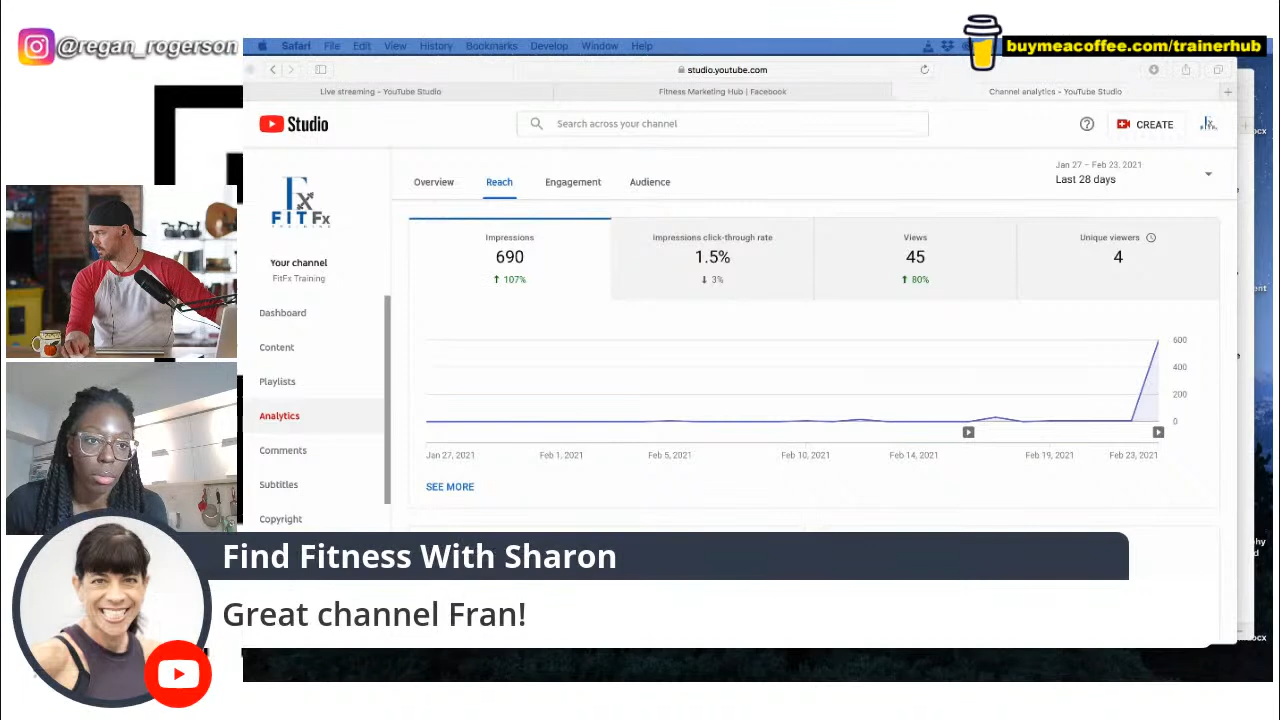 @regan_rogerson
buymeacoffee.com/trainerhub
Safari File Edit View History Bookmarks Develop Window Help
studio.youtube.com
Live streaming - YouTube Studio
Fitness Marketing Hub | Facebook
Channel analytics - YouTube Studio
Studio
Search across your channel
CREATE
Fx
FITFx
Your channel
FitFx Training
Dashboard
Content
Playlists
Analytics
Comments
Subtitles
Copyright
Overview Reach Engagement Audience
Jan 27 – Feb 23, 2021
Last 28 days
Impressions
690
107%
Impressions click-through rate
1.5%
3%
Views
45
80%
Unique viewers
4
600
400
200
0
Jan 27, 2021 Feb 1, 2021 Feb 5, 2021 Feb 10, 2021 Feb 14, 2021 Feb 19, 2021 Feb 23, 2021
SEE MORE
Find Fitness With Sharon
Great channel Fran!